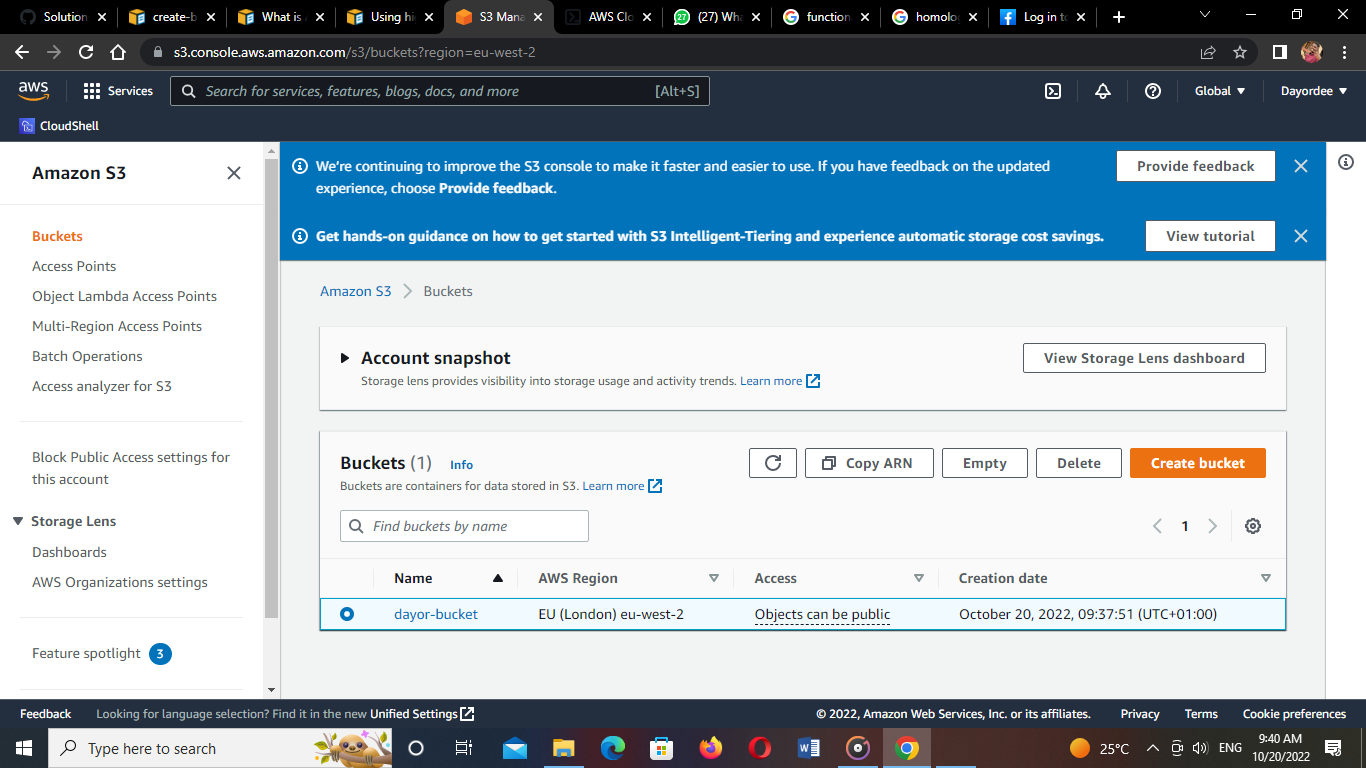 Solution
create-b
What is
Using hi
S3 Mana
AWS Clo
(27) Wha
function
homolog
Log in to
s3.console.aws.amazon.com/s3/buckets?region=eu-west-2
aws
Services
Search for services, features, blogs, docs, and more
[Alt+S]
Global
Dayordee
CloudShell
Amazon S3
Buckets
Access Points
Object Lambda Access Points
Multi-Region Access Points
Batch Operations
Access analyzer for S3
Block Public Access settings for
this account
Storage Lens
Dashboards
AWS Organizations settings
Feature spotlight 3
We're continuing to improve the S3 console to make it faster and easier to use. If you have feedback on the updated
experience, choose Provide feedback.
Provide feedback
Get hands-on guidance on how to get started with S3 Intelligent-Tiering and experience automatic storage cost savings.
View tutorial
Amazon S3 Buckets
Account snapshot
Storage lens provides visibility into storage usage and activity trends. Learn more
View Storage Lens dashboard
Buckets (1) Info
Buckets are containers for data stored in S3. Learn more
Copy ARN
Empty
Delete
Create bucket
Find buckets by name
1
Name AWS Region Access Creation date
dayor-bucket EU (London) eu-west-2 Objects can be public October 20, 2022, 09:37:51 (UTC+01:00)
Feedback
Looking for language selection? Find it in the new Unified Settings
© 2022, Amazon Web Services, Inc. or its affiliates.
Privacy
Terms
Cookie preferences
Type here to search
25°C
ENG
9:40 AM
10/20/2022